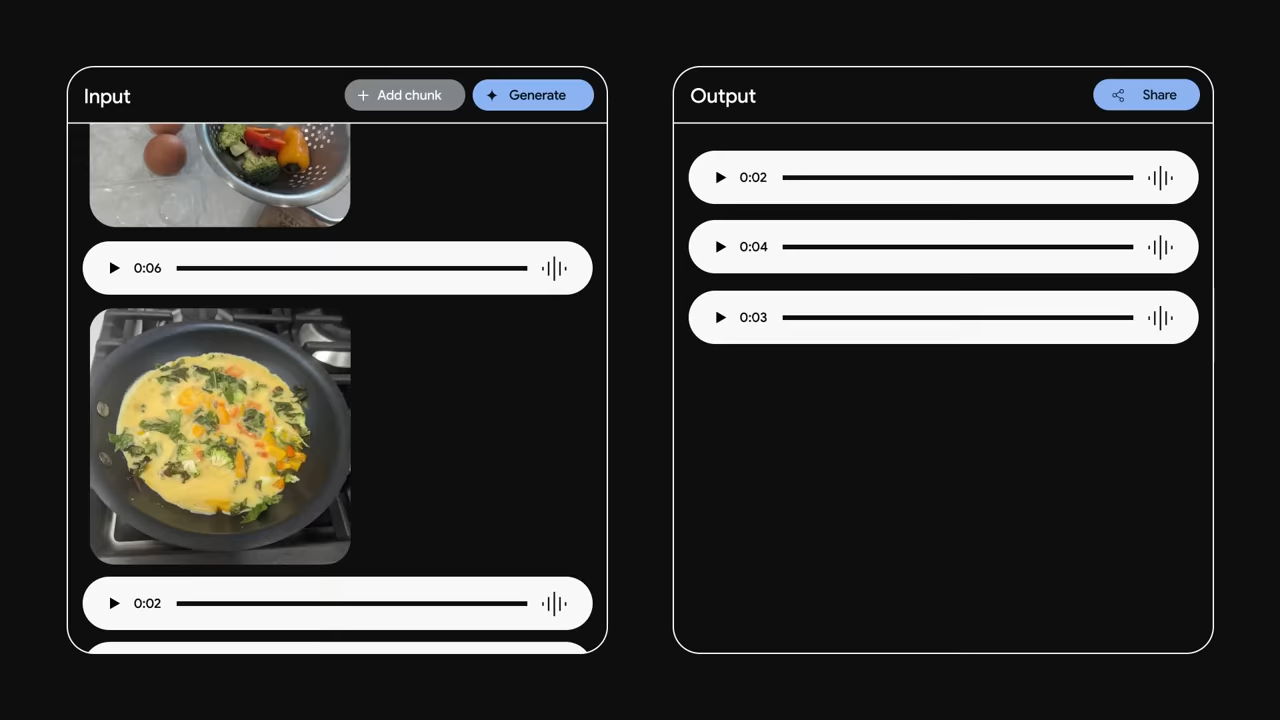 Input
Add chunk
Generate
0:06
0:02
Output
Share
0:02
0:04
0:03